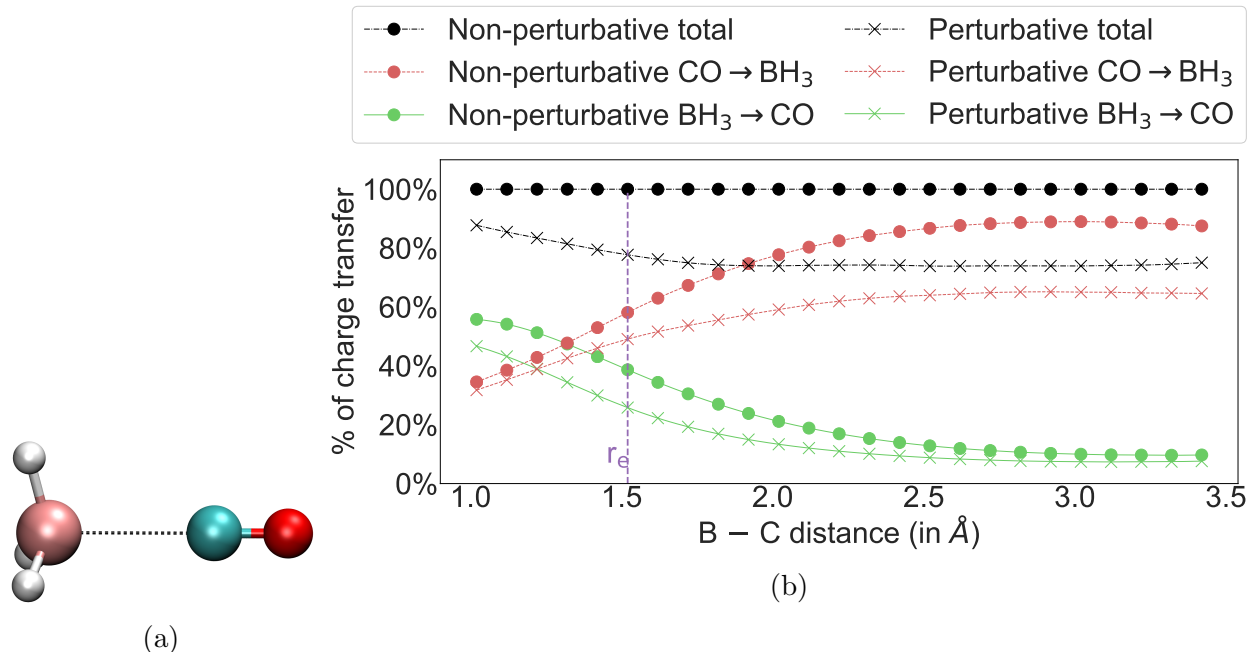 Non-perturbative total
Perturbative total
Non-perturbative CO → BH₃
Perturbative CO → BH₃
Non-perturbative BH₃ → CO
Perturbative BH₃ → CO
% of charge transfer
100%
80%
60%
40%
20%
0%
rₑ
1.0 1.5 2.0 2.5 3.0 3.5
B − C distance (in Å)
(a)
(b)